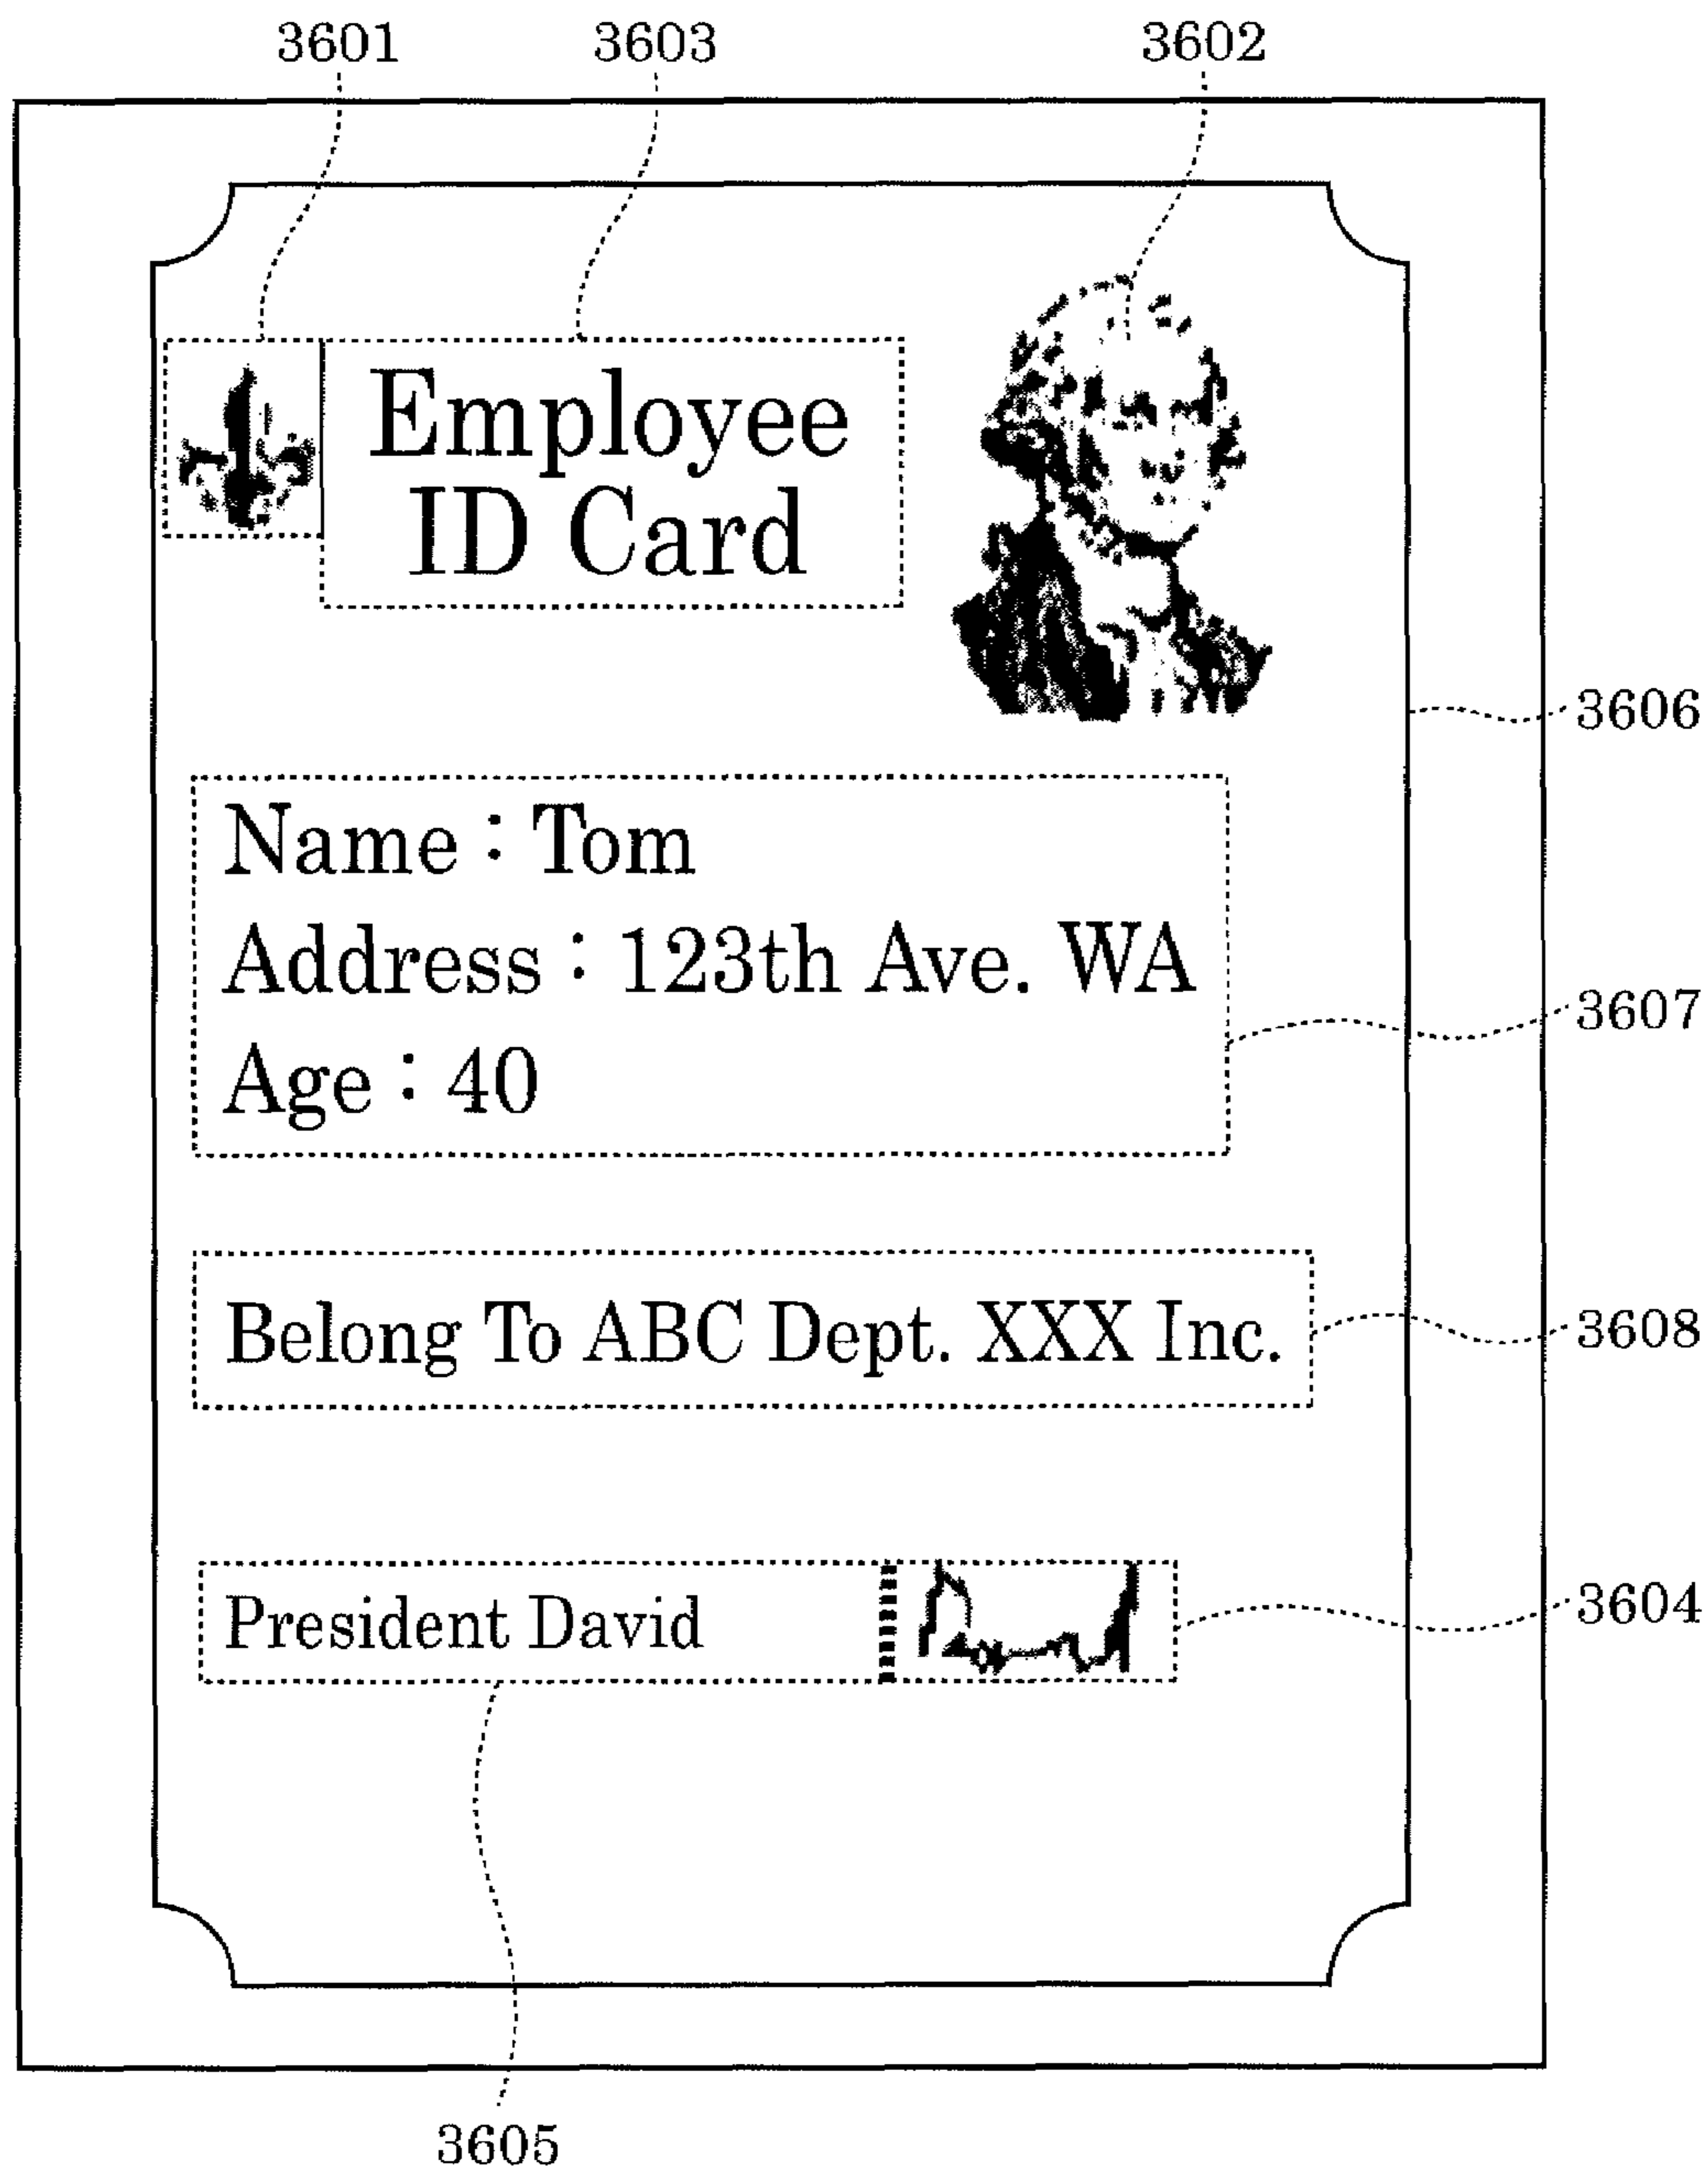 3601 3603 3602
Employee
ID Card
3606
Name : Tom
Address : 123th Ave. WA
3607
Age : 40
Belong To ABC Dept. XXX Inc.
3608
President David
3604
3605